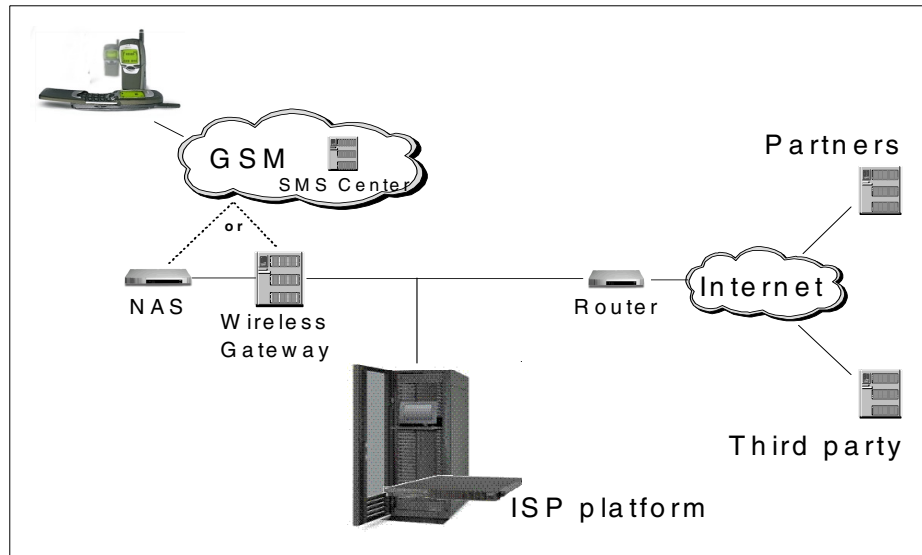 GSM
SMS Center
or
NAS
Wireless
Gateway
ISP platform
Router
Internet
Partners
Third party